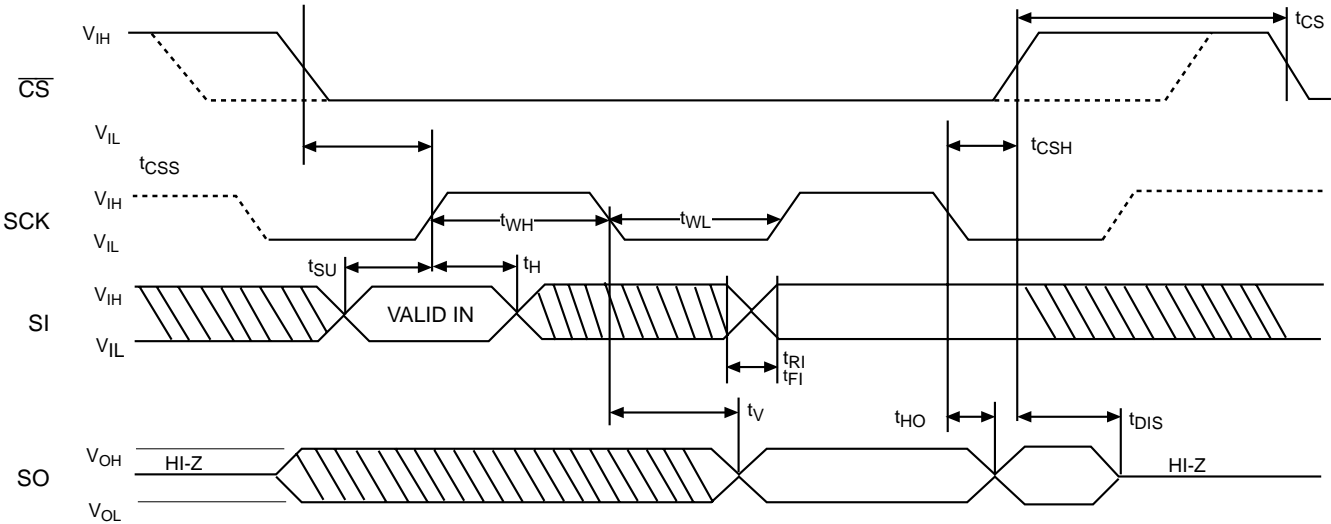 V_IH
t_CS
CS
V_IL
t_CSH
t_CSS
V_IH
SCK
t_WH
t_WL
V_IL
t_SU
t_H
V_IH
SI
VALID IN
V_IL
t_RI
t_FI
t_V
t_HO
t_DIS
V_OH
HI-Z
HI-Z
SO
V_OL